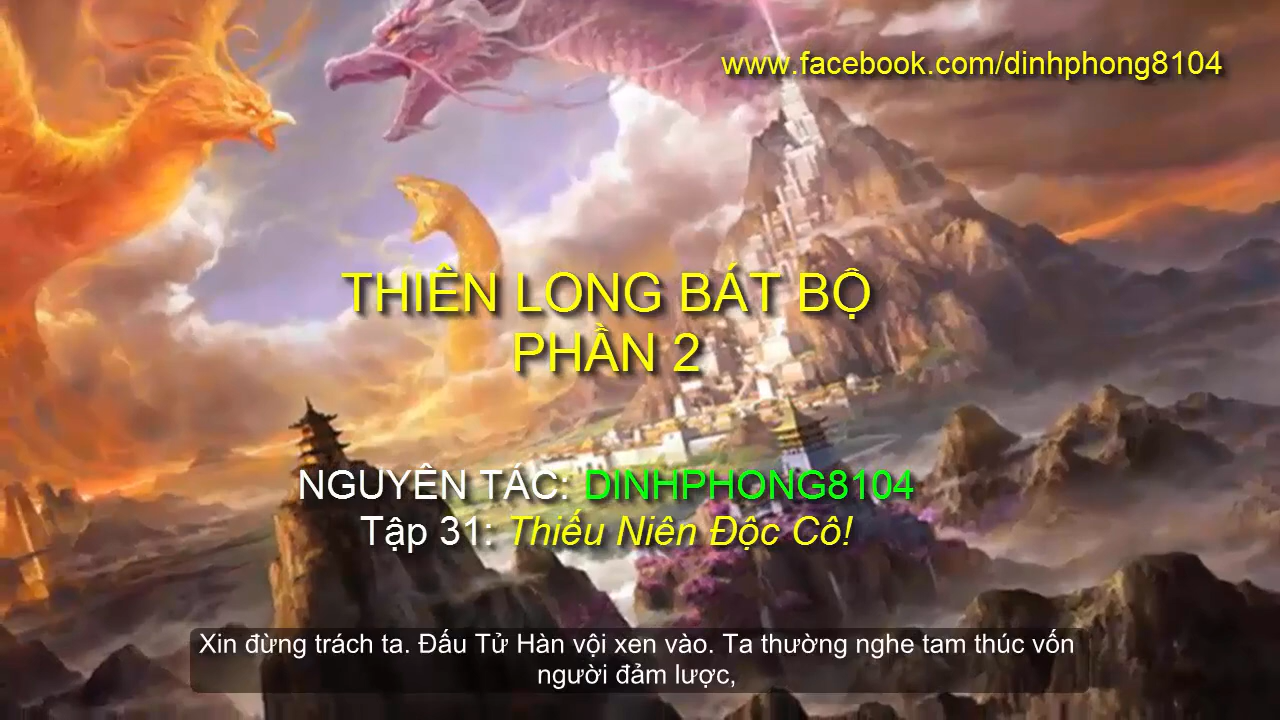 www.facebook.com/dinhphong8104
THIÊN LONG BÁT BỘ
PHẦN 2
NGUYÊN TÁC: DINHPHONG8104
Tập 31: Thiếu Niên Độc Cô!
Xin đừng trách ta. Đấu Tử Hàn vội xen vào. Ta thường nghe tam thúc vốn
người đảm lược,